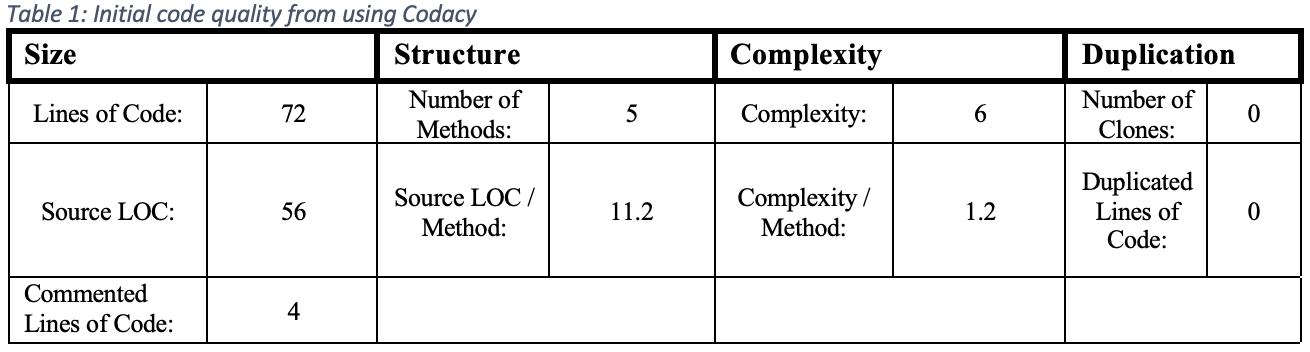 Table 1: Initial code quality from using Codacy
Size Structure Complexity Duplication
Lines of Code: 72 Number of Methods: 5 Complexity: 6 Number of Clones: 0
Source LOC: 56 Source LOC / Method: 11.2 Complexity / Method: 1.2 Duplicated Lines of Code: 0
Commented Lines of Code: 4